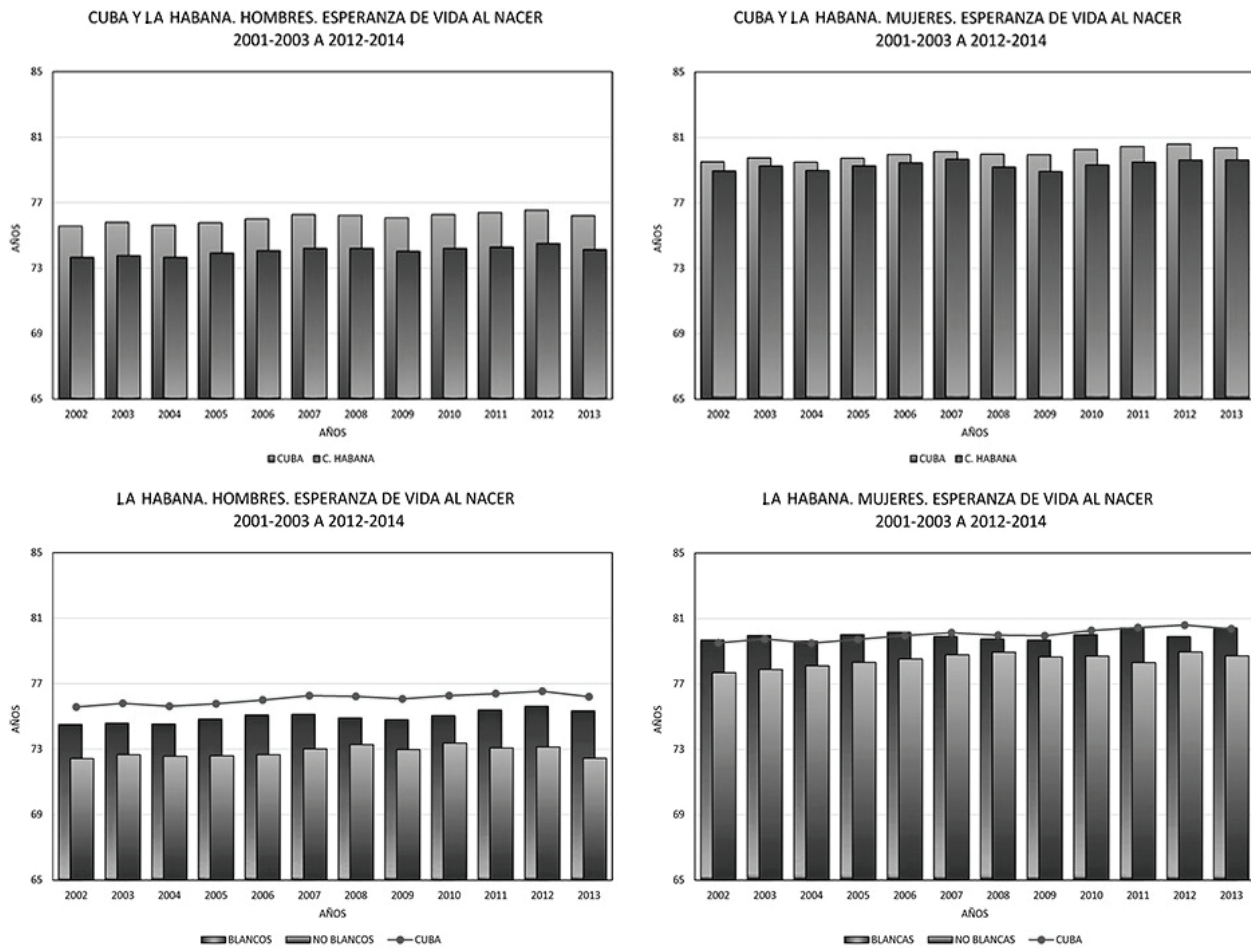 CUBA Y LA HABANA. HOMBRES. ESPERANZA DE VIDA AL NACER
2001-2003 A 2012-2014
85
81
77
73
69
65
AÑOS
2002 2003 2004 2005 2006 2007 2008 2009 2010 2011 2012 2013
AÑOS
CUBA C. HABANA
CUBA Y LA HABANA. MUJERES. ESPERANZA DE VIDA AL NACER
2001-2003 A 2012-2014
85
81
77
73
69
65
AÑOS
2002 2003 2004 2005 2006 2007 2008 2009 2010 2011 2012 2013
AÑOS
CUBA C. HABANA
LA HABANA. HOMBRES. ESPERANZA DE VIDA AL NACER
2001-2003 A 2012-2014
85
81
77
73
69
65
AÑOS
2002 2003 2004 2005 2006 2007 2008 2009 2010 2011 2012 2013
AÑOS
BLANCOS NO BLANCOS CUBA
LA HABANA. MUJERES. ESPERANZA DE VIDA AL NACER
2001-2003 A 2012-2014
85
81
77
73
69
65
AÑOS
2002 2003 2004 2005 2006 2007 2008 2009 2010 2011 2012 2013
AÑOS
BLANCAS NO BLANCAS CUBA